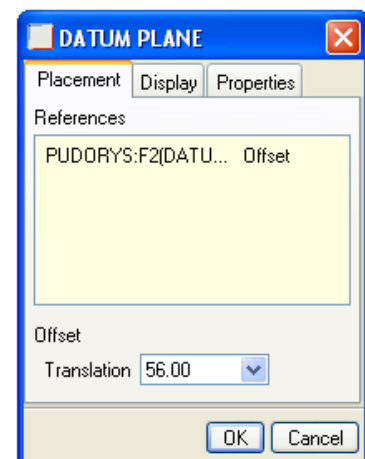 DATUM PLANE
Placement Display Properties
References
PUDORYS:F2(DATU... Offset
Offset
Translation 56.00
OK Cancel